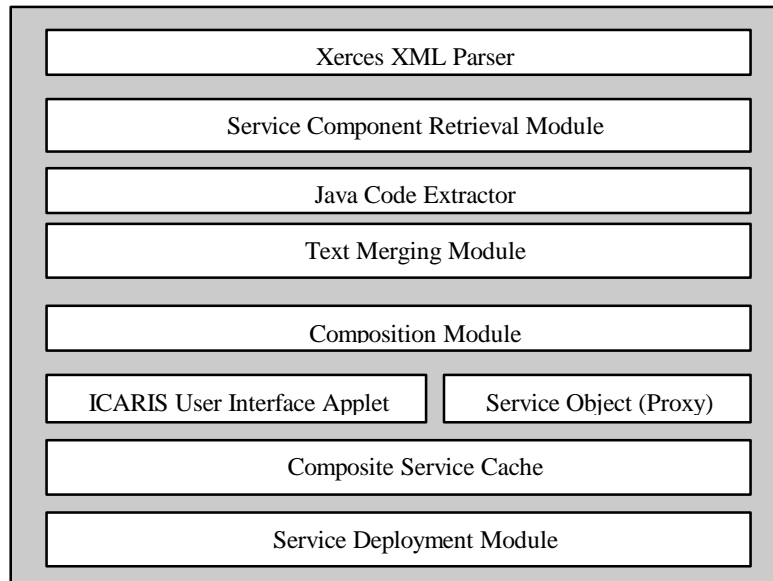 Xerces XML Parser
Service Component Retrieval Module
Java Code Extractor
Text Merging Module
Composition Module
ICARIS User Interface Applet
Service Object (Proxy)
Composite Service Cache
Service Deployment Module